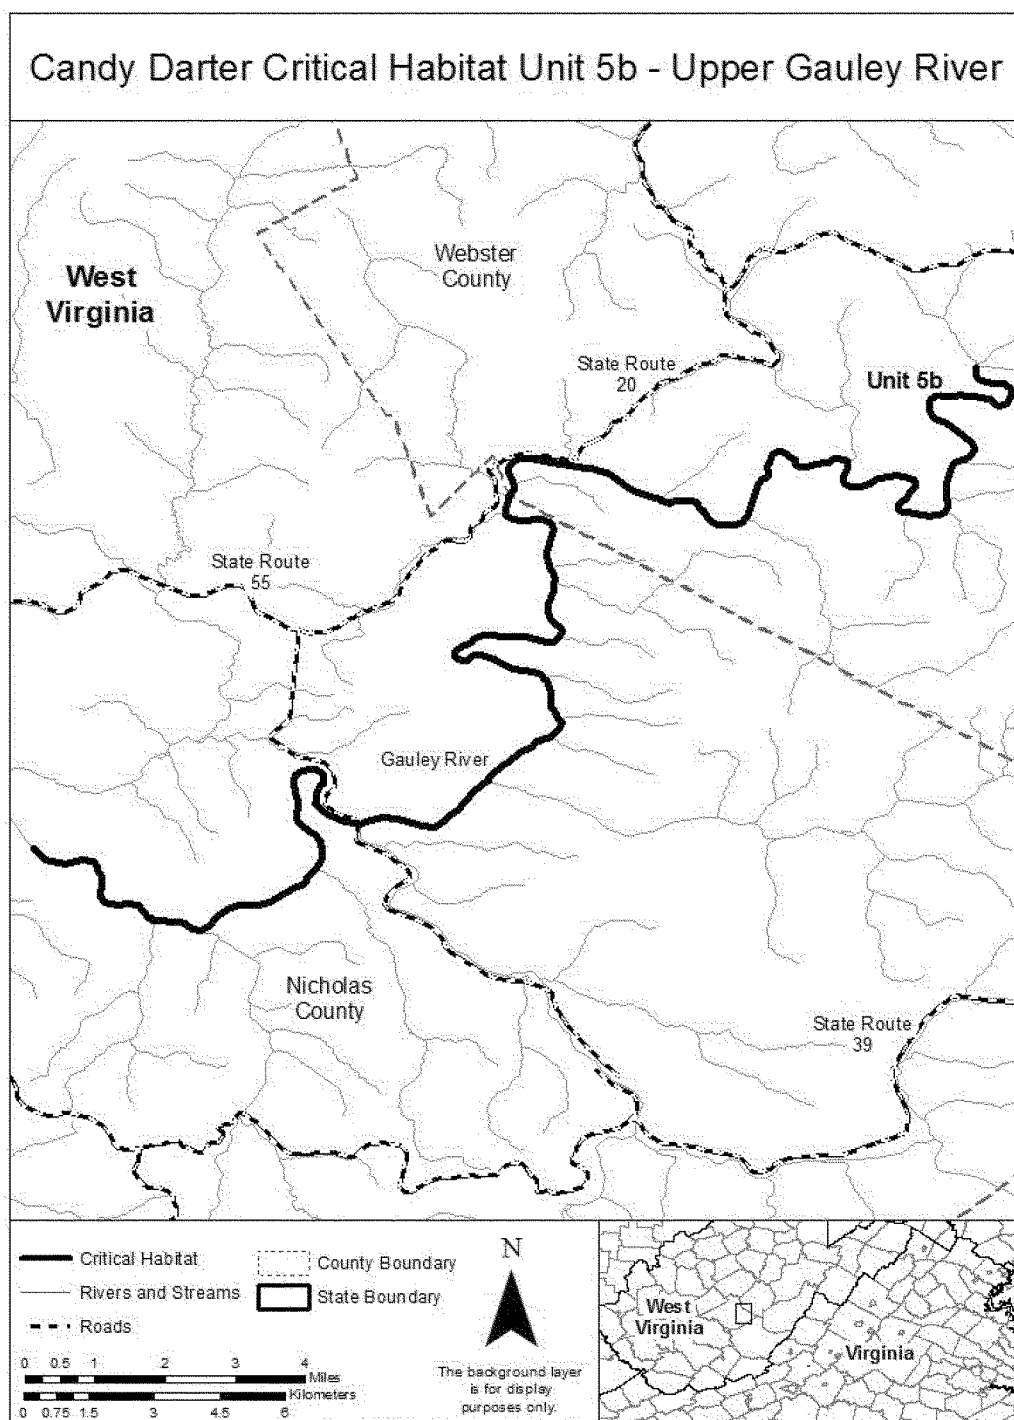 Candy Darter Critical Habitat Unit 5b - Upper Gauley River
Webster
County
West
Virginia
State Route
20
Unit 5b
State Route
55
Gauley River
Nicholas
County
State Route
39
Critical Habitat
Rivers and Streams
Roads
County Boundary
State Boundary
N
The background layer
is for display
purposes only.
0 0.5 1 2 3 4
Miles
Kilometers
0 0.75 1.5 3 4.5 6
West
Virginia
Virginia